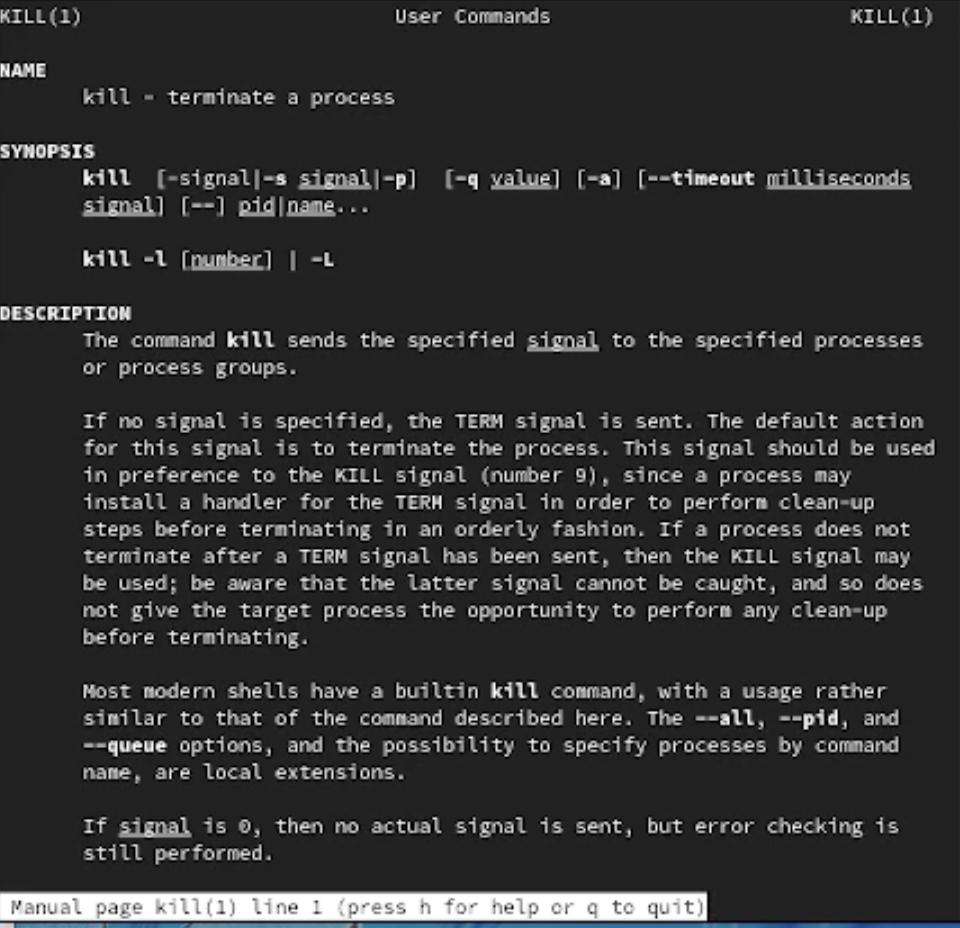 KILL(1) User Commands KILL(1)
NAME
kill - terminate a process
SYNOPSIS
kill [-signal|-s signal|-p] [-q value] [-a] [--timeout milliseconds
signal] [--] pid|name...
kill -l [number] | -L
DESCRIPTION
The command kill sends the specified signal to the specified processes
or process groups.
If no signal is specified, the TERM signal is sent. The default action
for this signal is to terminate the process. This signal should be used
in preference to the KILL signal (number 9), since a process may
install a handler for the TERM signal in order to perform clean-up
steps before terminating in an orderly fashion. If a process does not
terminate after a TERM signal has been sent, then the KILL signal may
be used; be aware that the latter signal cannot be caught, and so does
not give the target process the opportunity to perform any clean-up
before terminating.
Most modern shells have a builtin kill command, with a usage rather
similar to that of the command described here. The --all, --pid, and
--queue options, and the possibility to specify processes by command
name, are local extensions.
If signal is 0, then no actual signal is sent, but error checking is
still performed.
Manual page kill(1) line 1 (press h for help or q to quit)